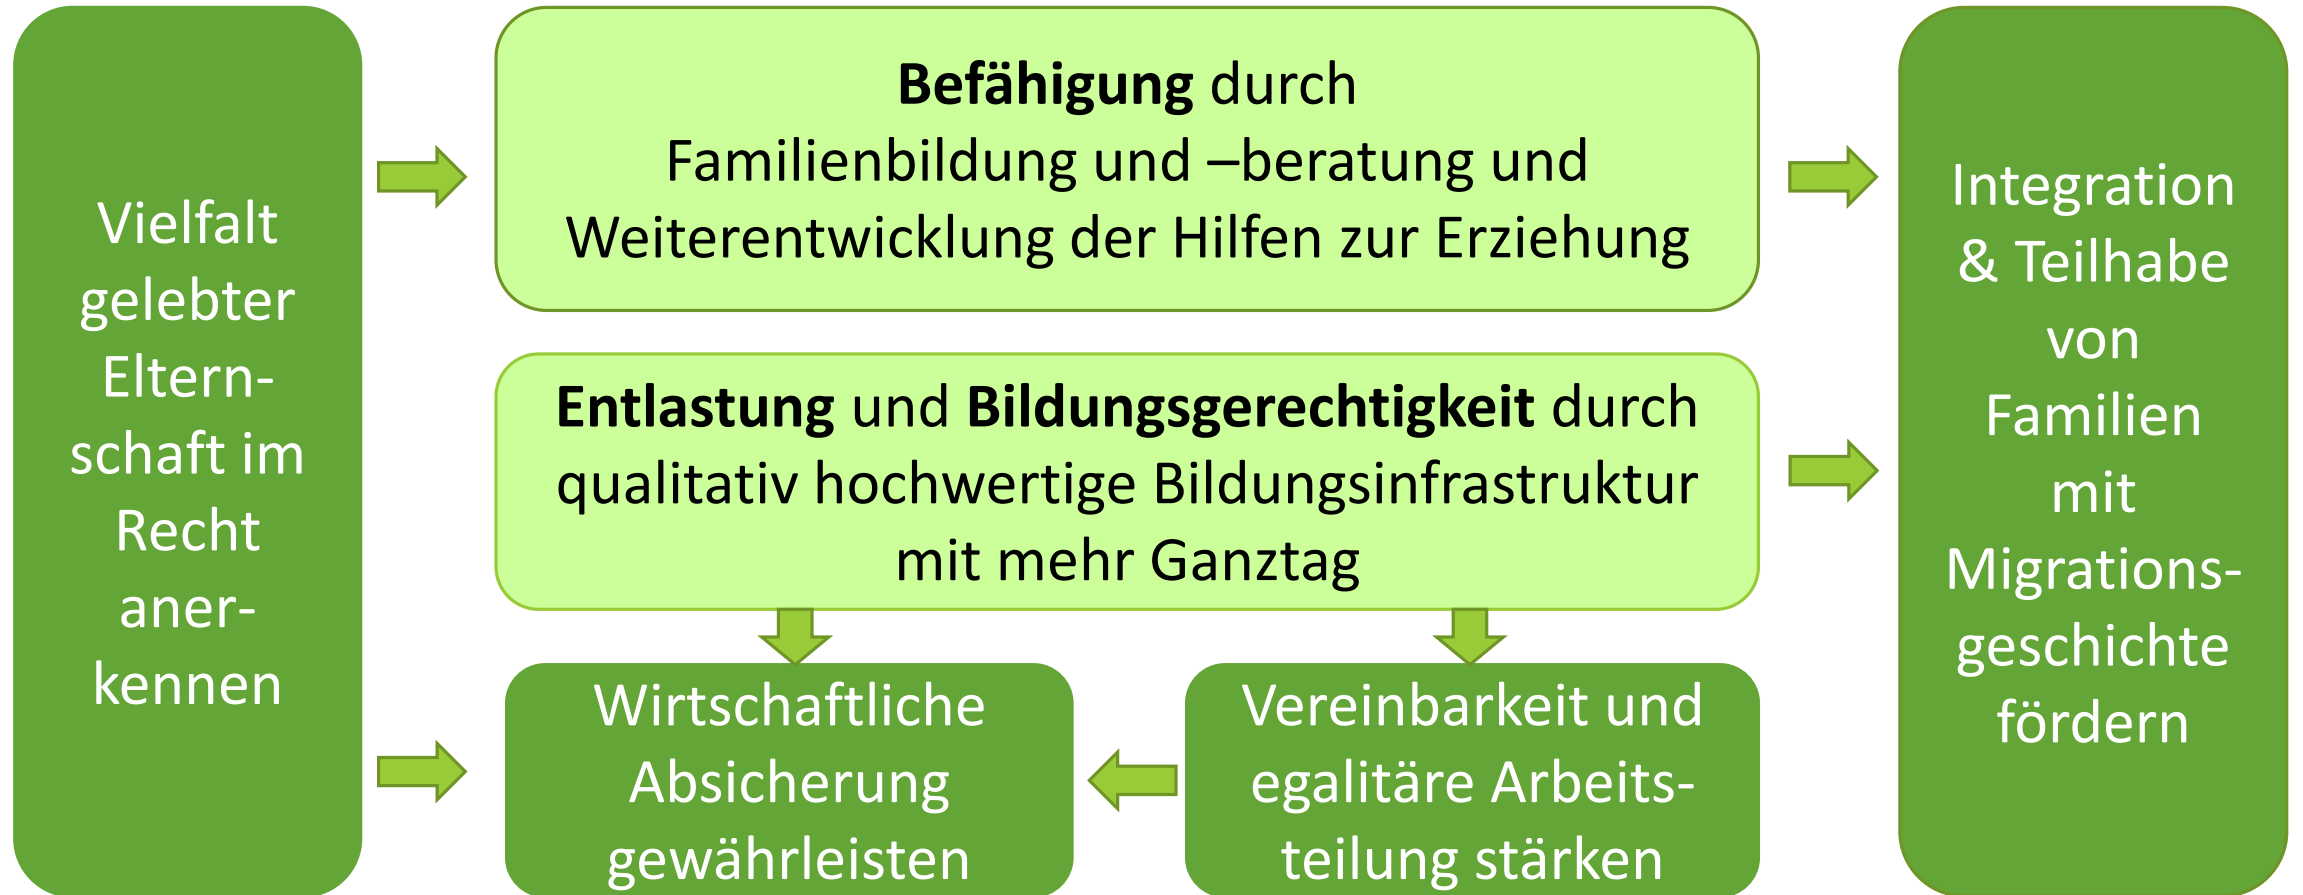 Vielfalt
gelebter
Eltern-
schaft im
Recht
aner-
kennen
Befähigung durch
Familienbildung und –beratung und
Weiterentwicklung der Hilfen zur Erziehung
Entlastung und Bildungsgerechtigkeit durch
qualitativ hochwertige Bildungsinfrastruktur
mit mehr Ganztag
Wirtschaftliche
Absicherung
gewährleisten
Vereinbarkeit und
egalitäre Arbeits-
teilung stärken
Integration
& Teilhabe
von
Familien
mit
Migrations-
geschichte
fördern